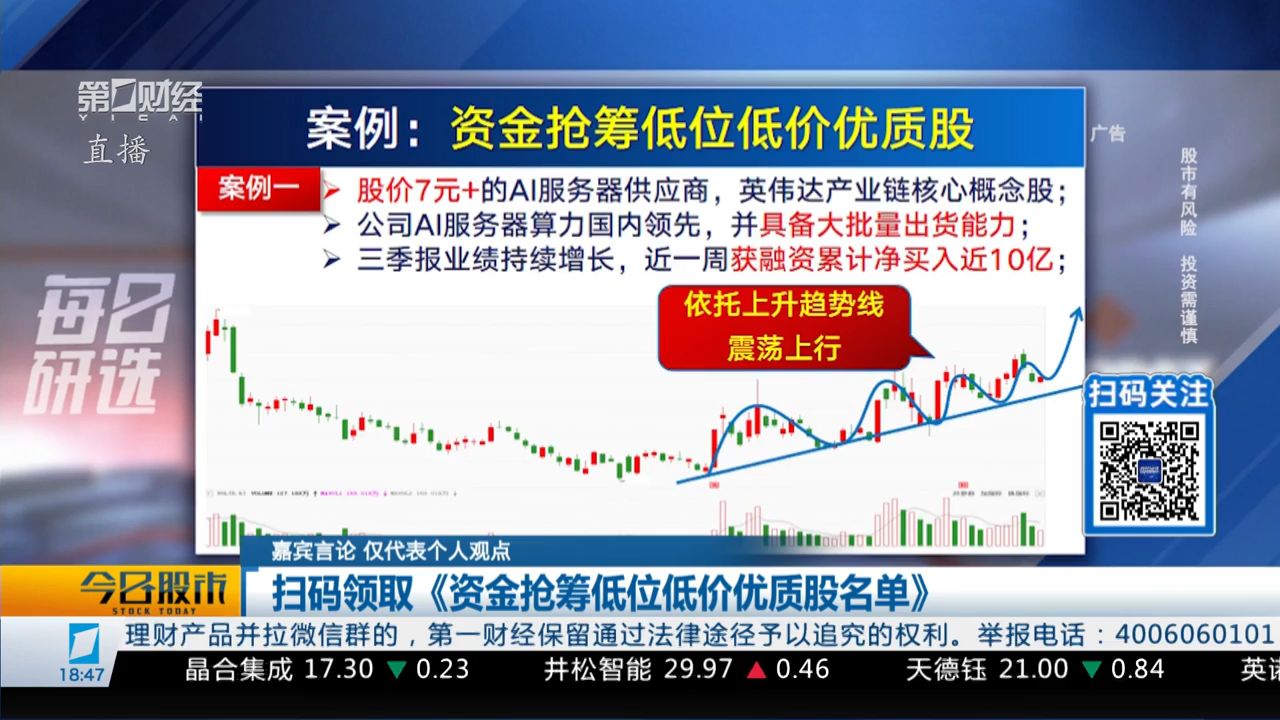 第一财经
YICAI
直播
案例：资金抢筹低位低价优质股
广告
案例一
股价7元+的AI服务器供应商，英伟达产业链核心概念股；
公司AI服务器算力国内领先，并具备大批量出货能力；
三季报业绩持续增长，近一周获融资累计净买入近10亿；
依托上升趋势线
震荡上行
股市有风险 投资需谨慎
每日
研选
扫码关注
嘉宾言论 仅代表个人观点
今日股市
STOCK TODAY
扫码领取《资金抢筹低位低价优质股名单》
理财产品并拉微信群的，第一财经保留通过法律途径予以追究的权利。举报电话：4006060101
18:47
晶合集成 17.30 ▼ 0.23 井松智能 29.97 ▲ 0.46 天德钰 21.00 ▼ 0.84 英诺